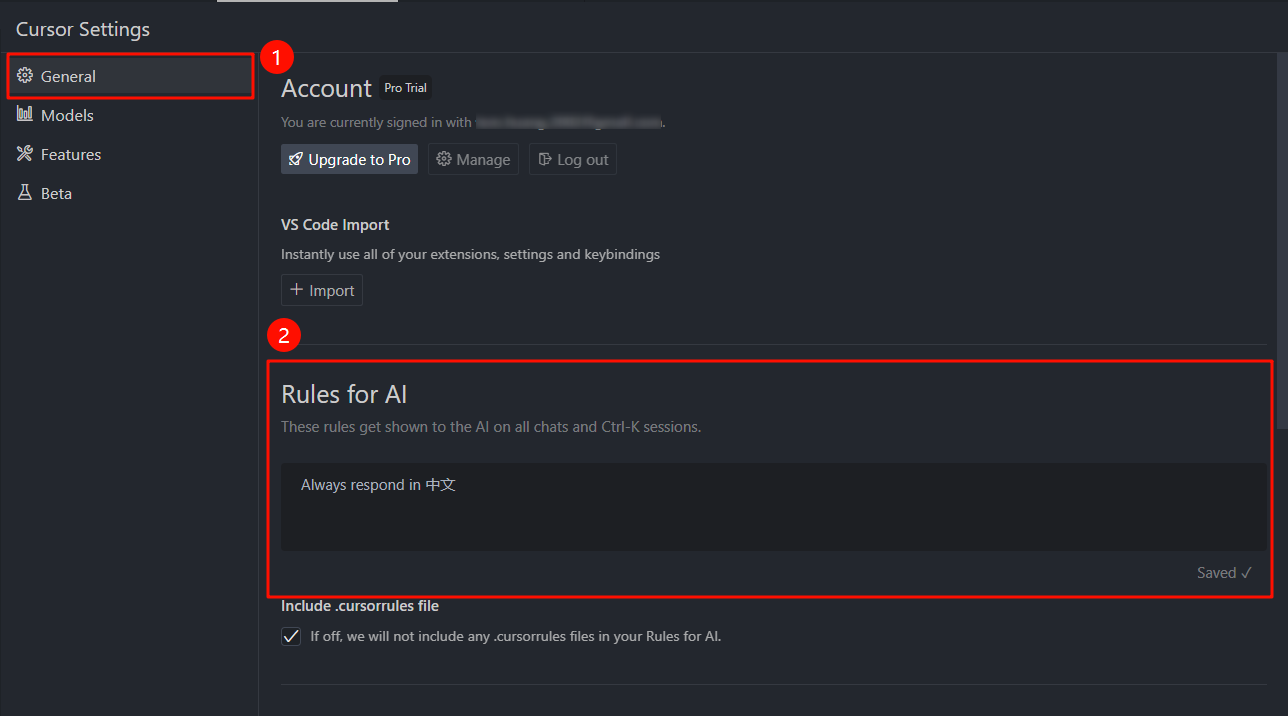 Cursor Settings
1
General
Models
Features
Beta
Account Pro Trial
You are currently signed in with
Upgrade to Pro Manage Log out
VS Code Import
Instantly use all of your extensions, settings and keybindings
Import
2
Rules for AI
These rules get shown to the AI on all chats and Ctrl-K sessions.
Always respond in 中文
Saved ✓
Include .cursorrules file
If off, we will not include any .cursorrules files in your Rules for AI.